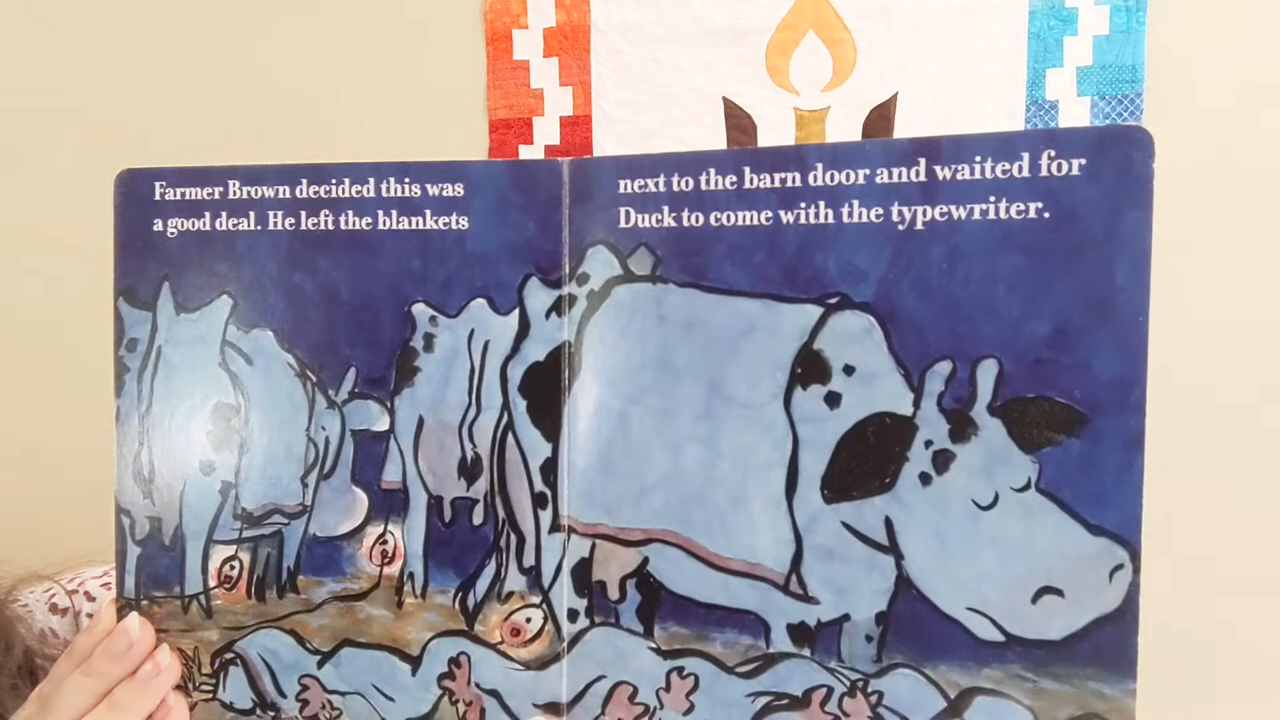 Farmer Brown decided this was
a good deal. He left the blankets
next to the barn door and waited for
Duck to come with the typewriter.